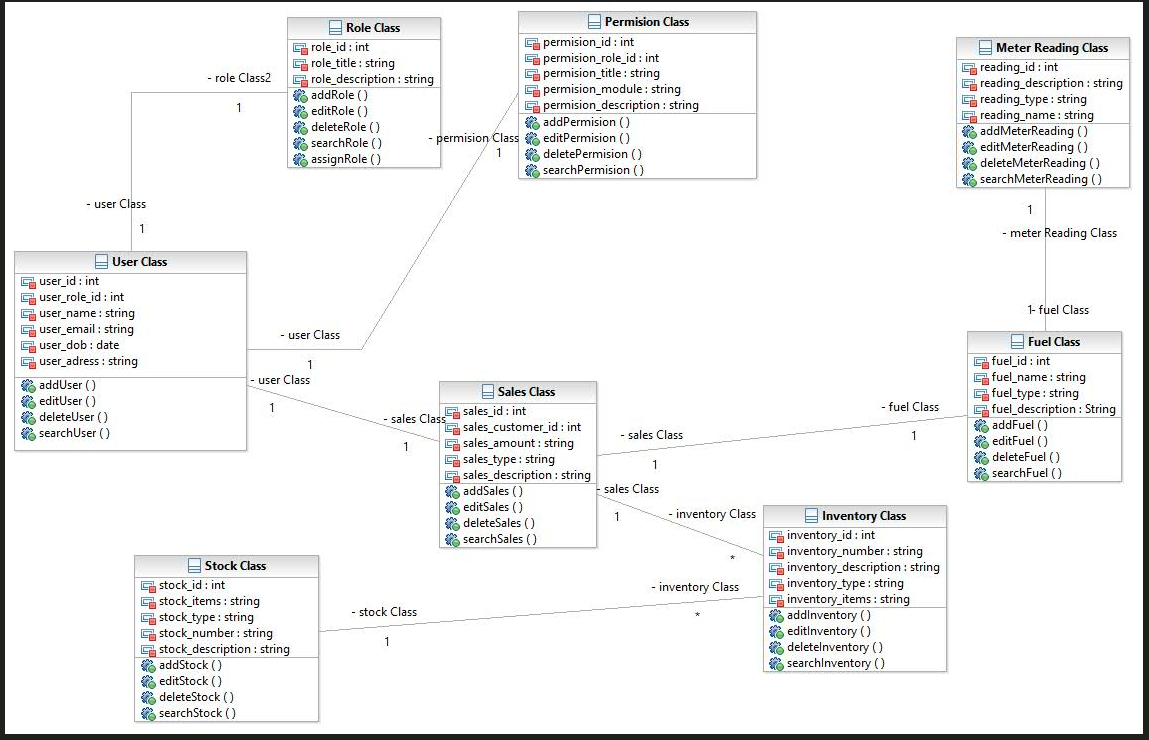 Role Class
role_id : int
role_title : string
role_description : string
addRole ( )
editRole ( )
deleteRole ( )
searchRole ( )
assignRole ( )
Permision Class
permision_id : int
permision_role_id : int
permision_title : string
permision_module : string
permision_description : string
addPermision ( )
editPermision ( )
deletePermision ( )
searchPermision ( )
Meter Reading Class
reading_id : int
reading_description : string
reading_type : string
reading_name : string
addMeterReading ( )
editMeterReading ( )
deleteMeterReading ( )
searchMeterReading ( )
- role Class2
1
- permision Class
1
- user Class
1
1
- meter Reading Class
1
- fuel Class
User Class
user_id : int
user_role_id : int
user_name : string
user_email : string
user_dob : date
user_adress : string
addUser ( )
editUser ( )
deleteUser ( )
searchUser ( )
- user Class
1
- user Class
1
- sales Class
1
Sales Class
sales_id : int
sales_customer_id : int
sales_amount : string
sales_type : string
sales_description : string
addSales ( )
editSales ( )
deleteSales ( )
searchSales ( )
Fuel Class
fuel_id : int
fuel_name : string
fuel_type : string
fuel_description : String
addFuel ( )
editFuel ( )
deleteFuel ( )
searchFuel ( )
- fuel Class
1
- sales Class
1
- sales Class
1
- inventory Class
*
Inventory Class
inventory_id : int
inventory_number : string
inventory_description : string
inventory_type : string
inventory_items : string
addInventory ( )
editInventory ( )
deleteInventory ( )
searchInventory ( )
- inventory Class
*
- stock Class
1
Stock Class
stock_id : int
stock_items : string
stock_type : string
stock_number : string
stock_description : string
addStock ( )
editStock ( )
deleteStock ( )
searchStock ( )